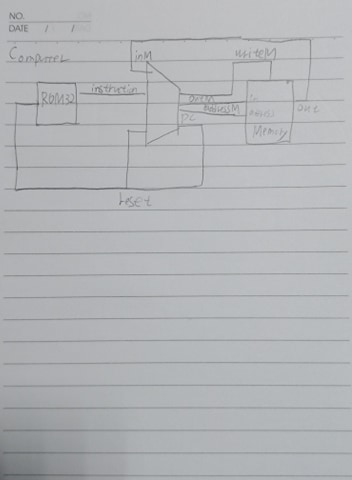 NO.
DATE / /
Computer
inM
writeM
ROM32
instruction
outM
in
out
addressM
address
pc
Memory
reset